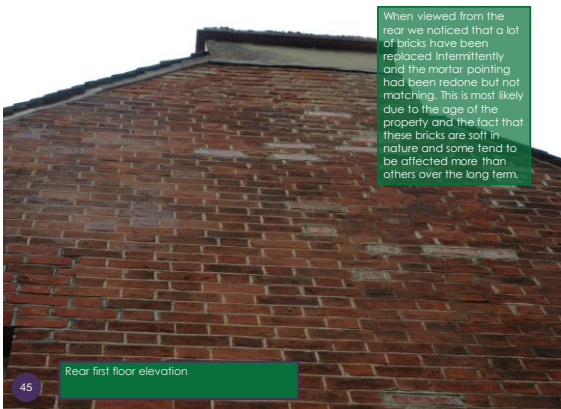 When viewed from the
rear we noticed that a lot
of bricks have been
replaced Intermittently
and the mortar pointing
had been redone but not
matching. This is most likely
due to the age of the
property and the fact that
these bricks are soft in
nature and some tend to
be affected more than
others over the long term.
Rear first floor elevation
45